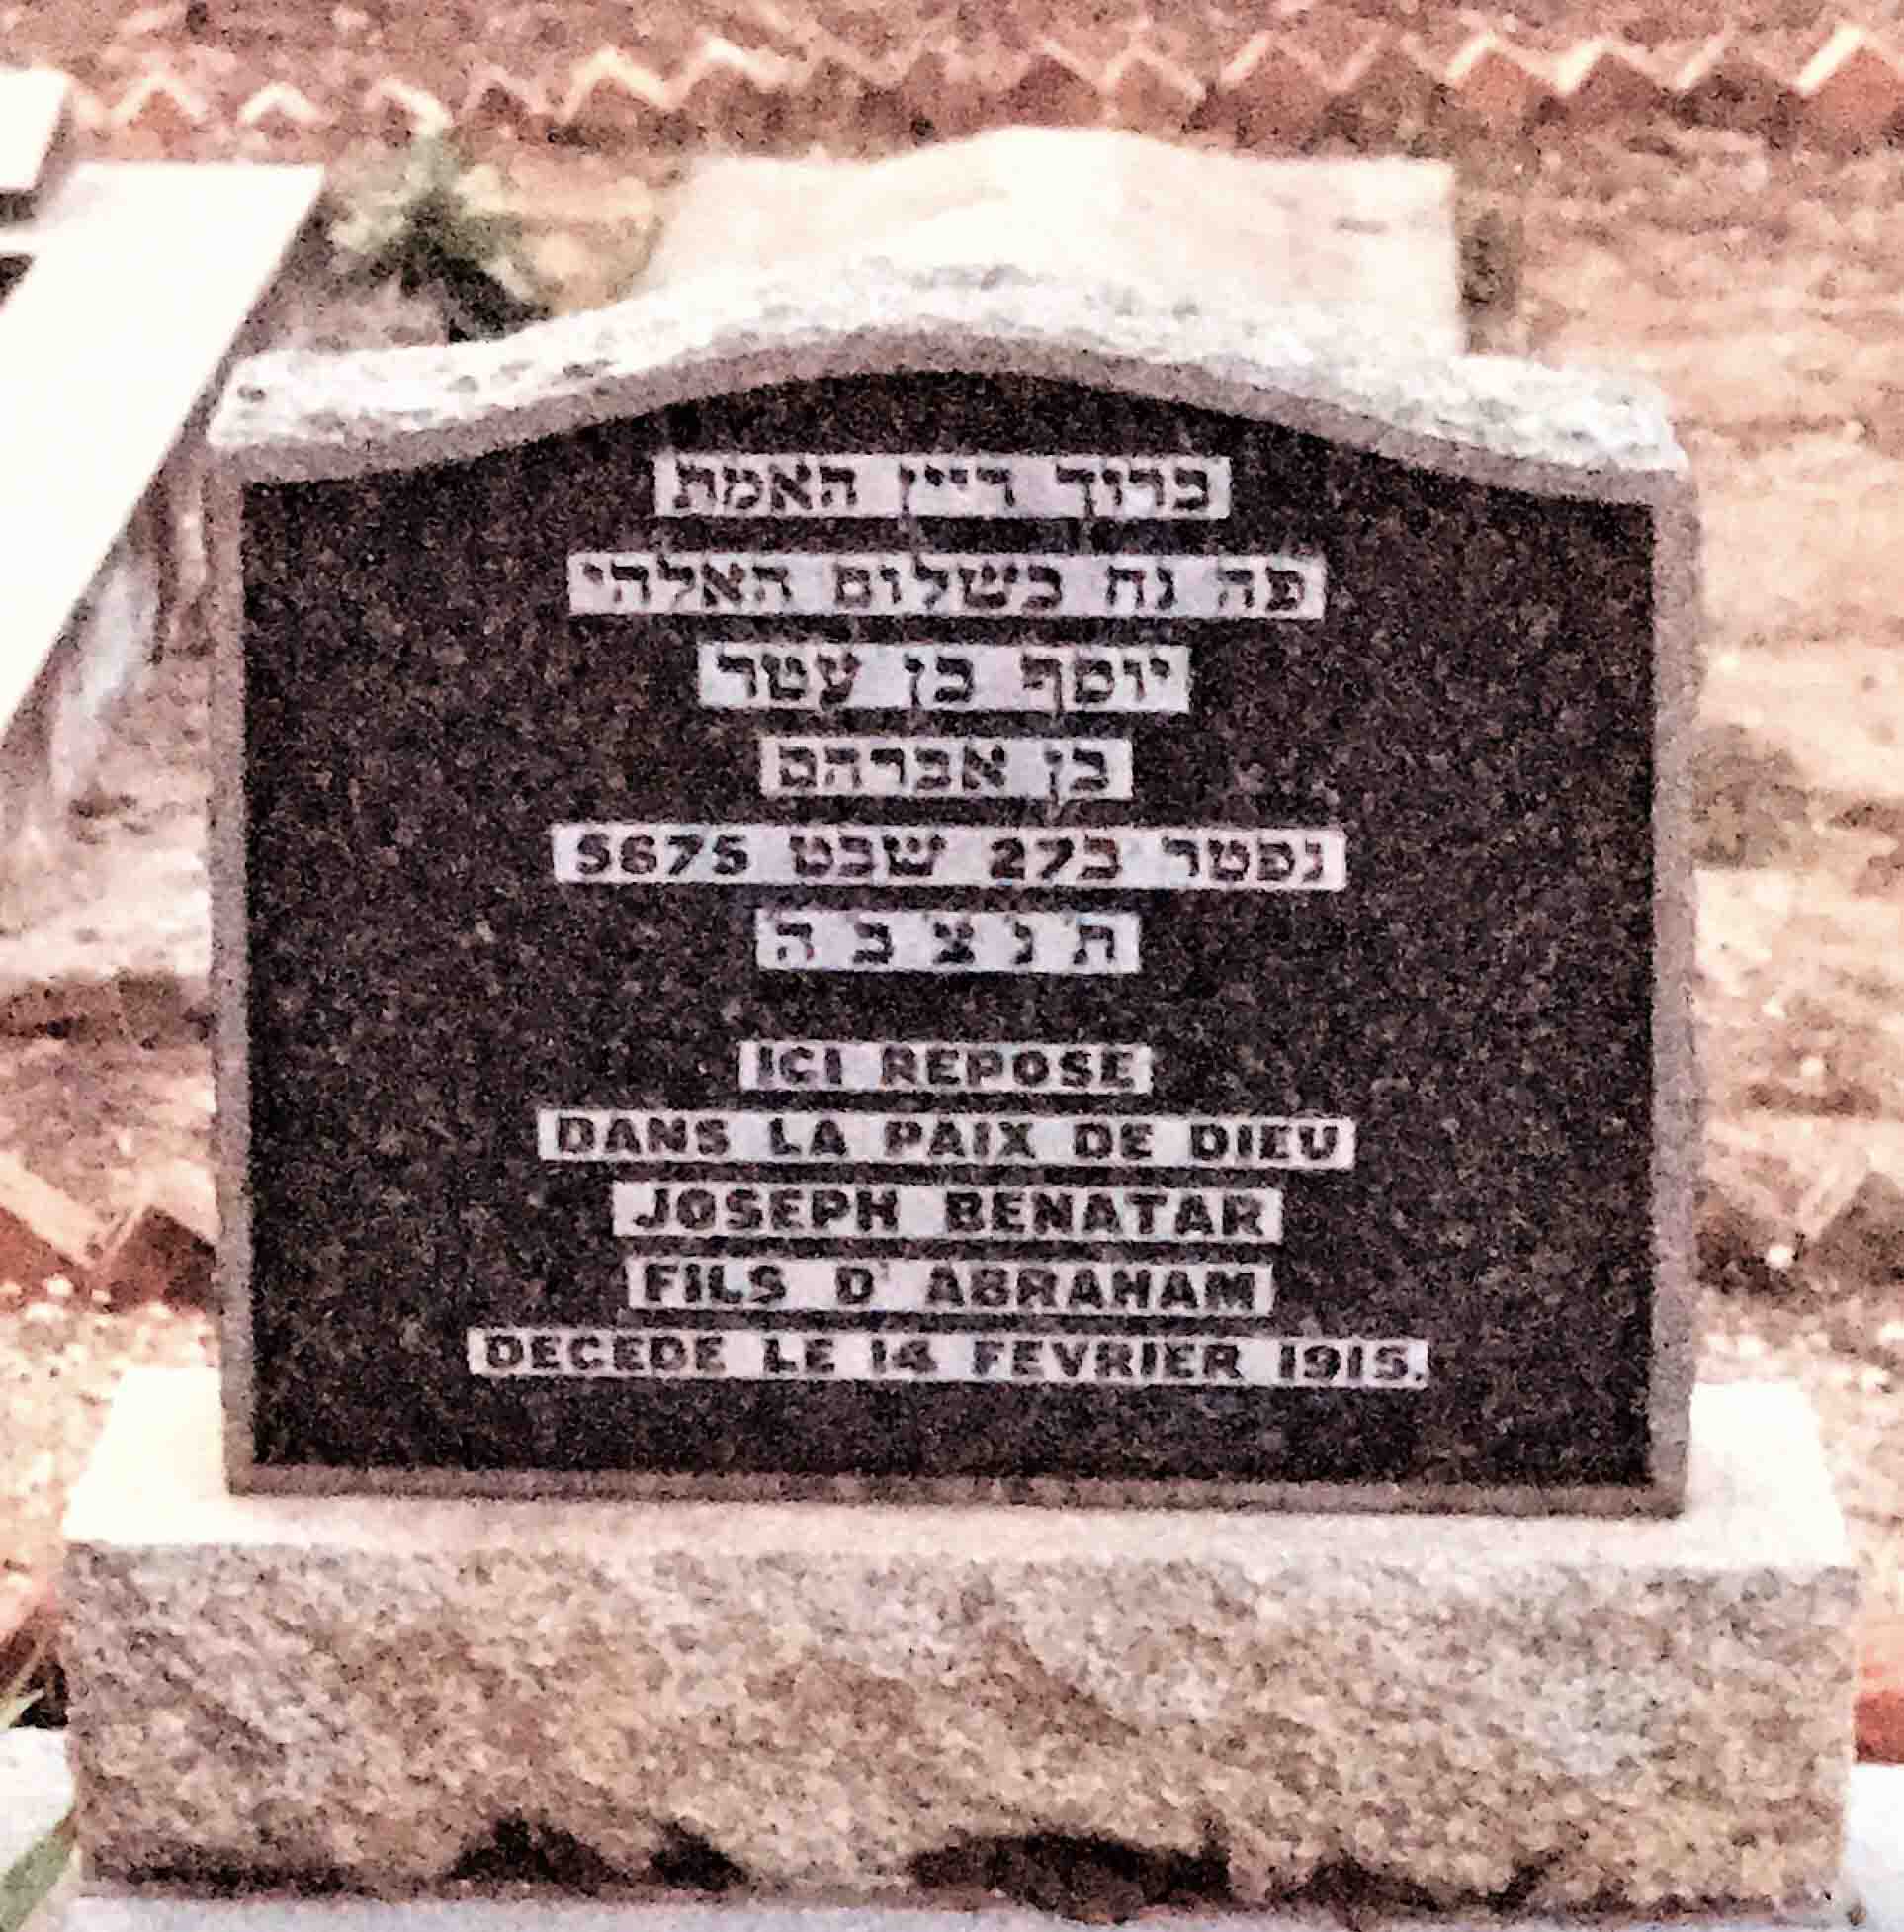 ברוך דיין האמת
פה נח בשלום האלהי
יוסף בן עטר
בן אברהם
נפטר ב27 שבט 5675
ת נ צ ב ה
ICI REPOSE
DANS LA PAIX DE DIEU
JOSEPH BENATAR
FILS D' ABRAHAM
DECEDE LE 14 FEVRIER 1915.